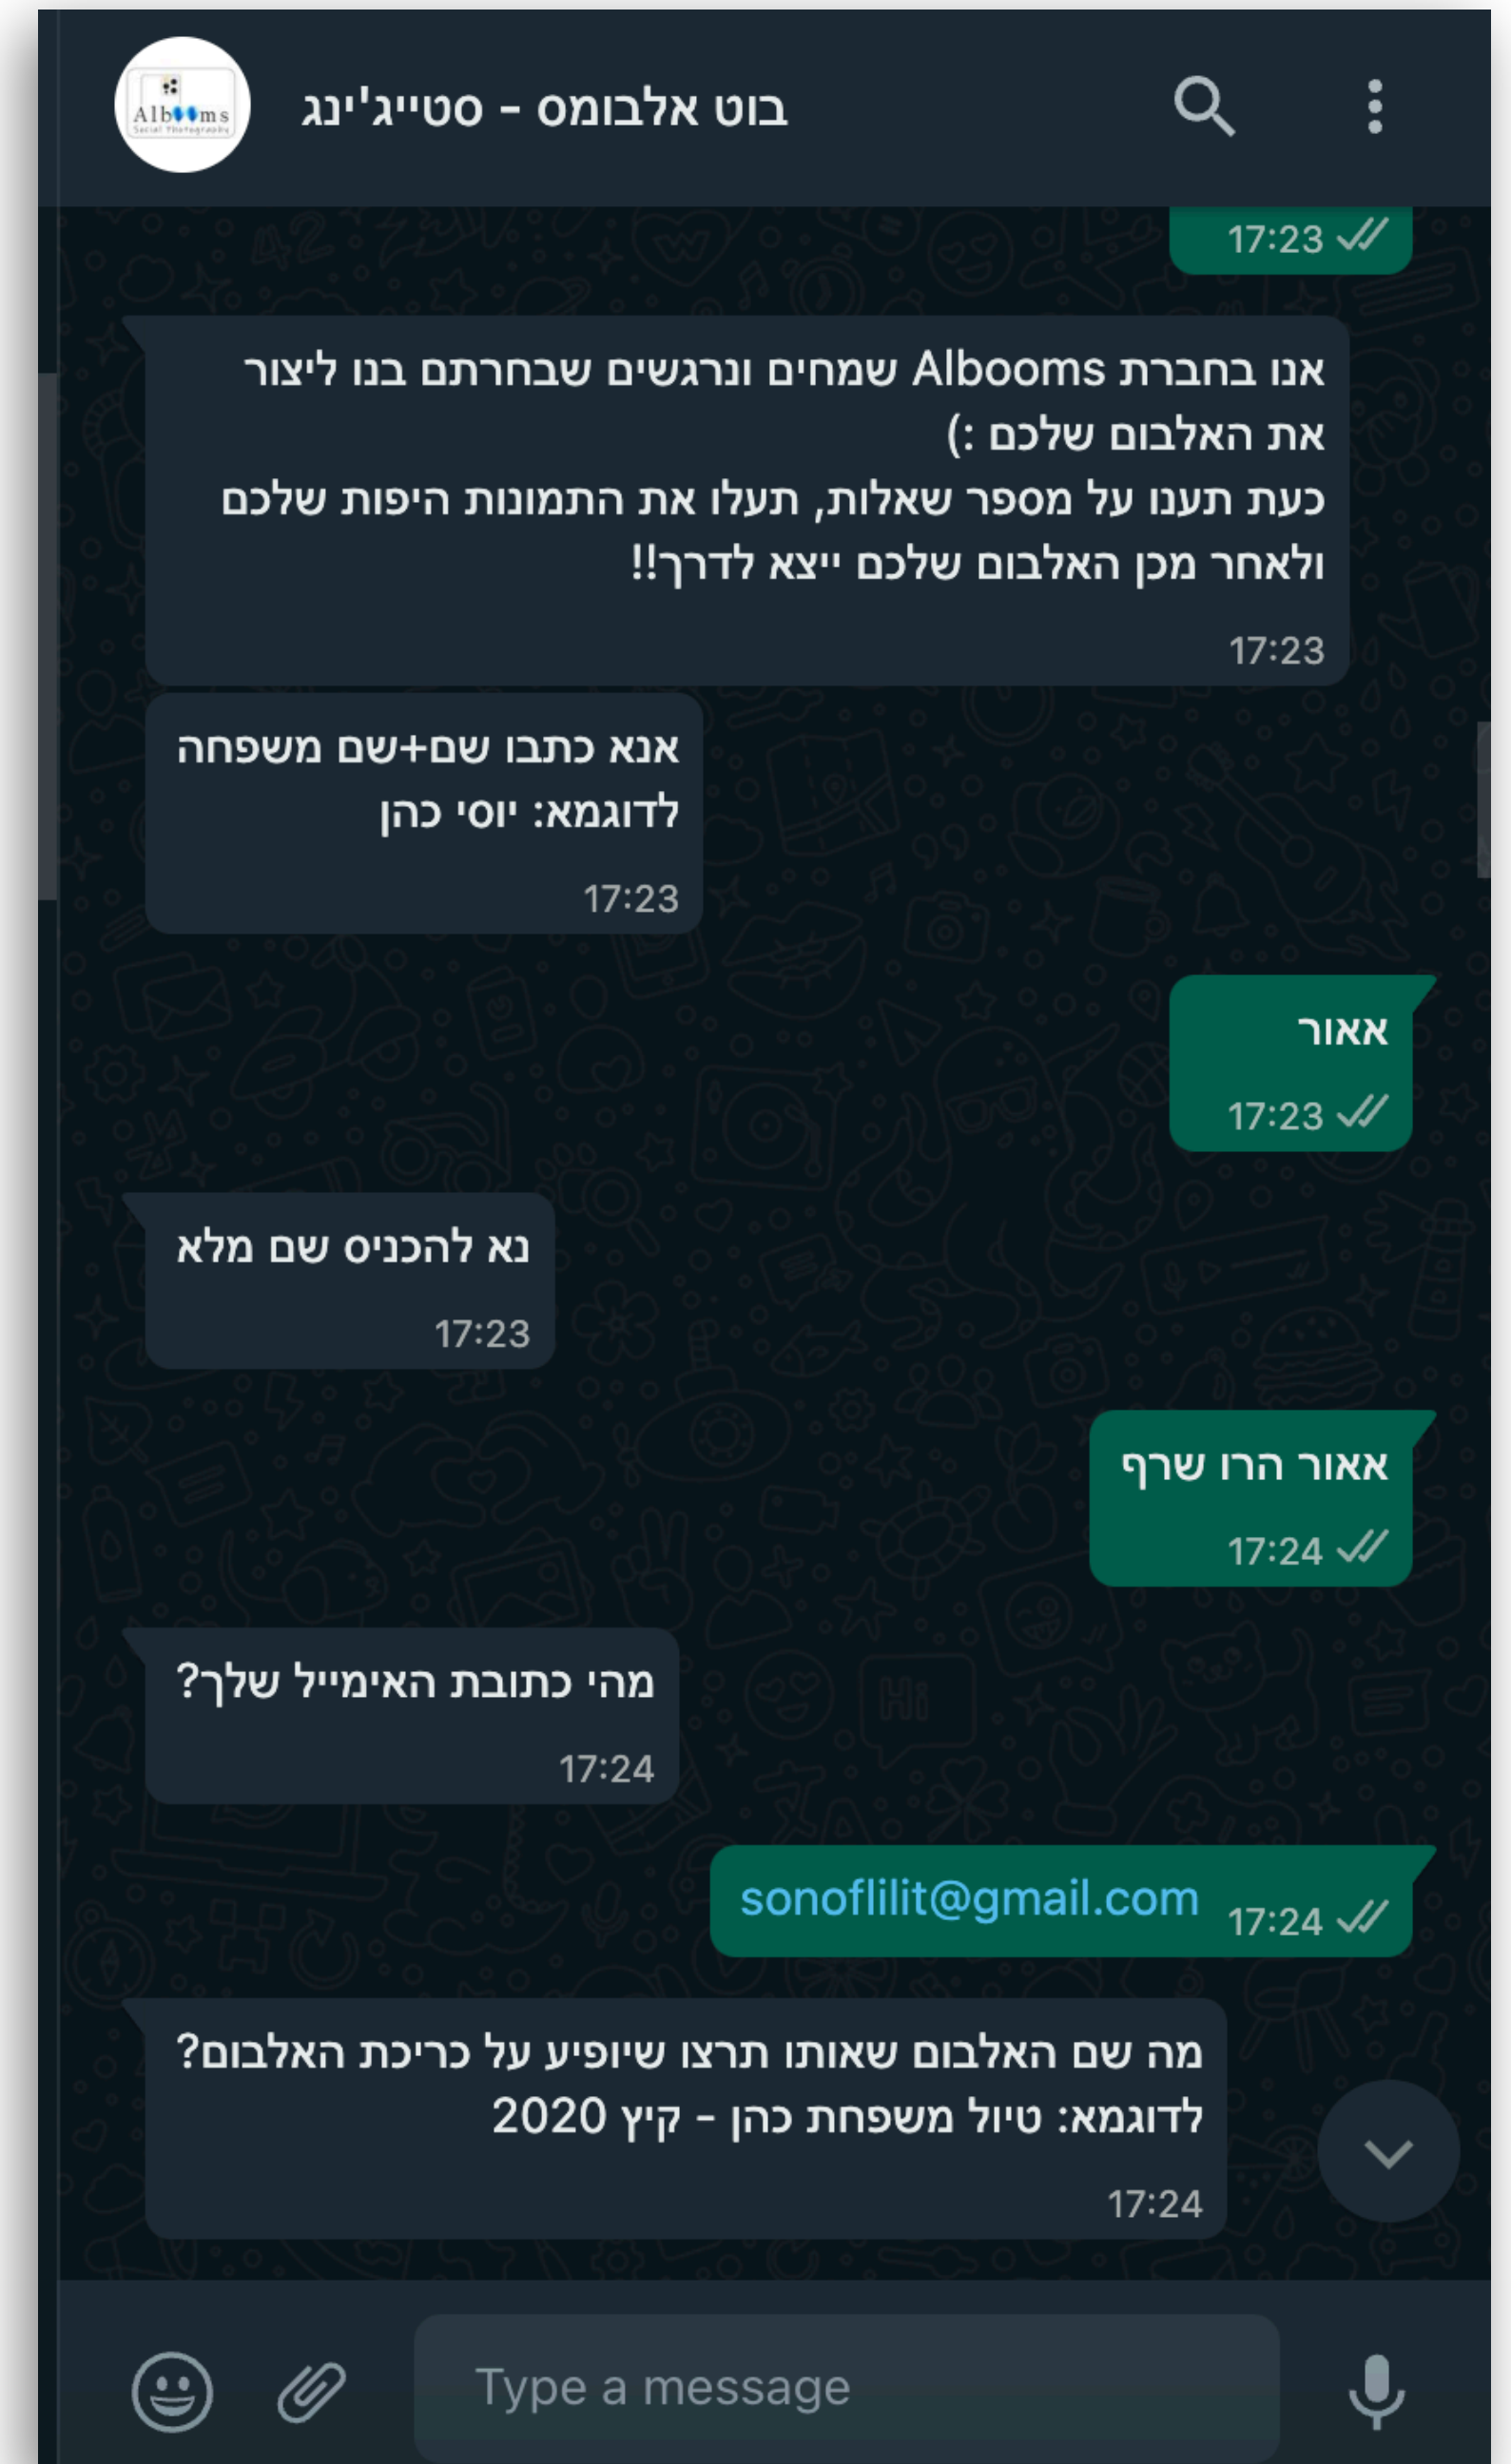 Albooms
Social Photography
בוט אלבומס - סטייג'ינג
17:23
אנו בחברת Albooms שמחים ונרגשים שבחרתם בנו ליצור
את האלבום שלכם :)
כעת תענו על מספר שאלות, תעלו את התמונות היפות שלכם
ולאחר מכן האלבום שלכם ייצא לדרך!!
17:23
אנא כתבו שם+שם משפחה
לדוגמא: יוסי כהן
17:23
אאור
17:23
נא להכניס שם מלא
17:23
אאור הרו שרף
17:24
מהי כתובת האימייל שלך?
17:24
sonoflilit@gmail.com 17:24
מה שם האלבום שאותו תרצו שיופיע על כריכת האלבום?
לדוגמא: טיול משפחת כהן - קיץ 2020
17:24
Type a message